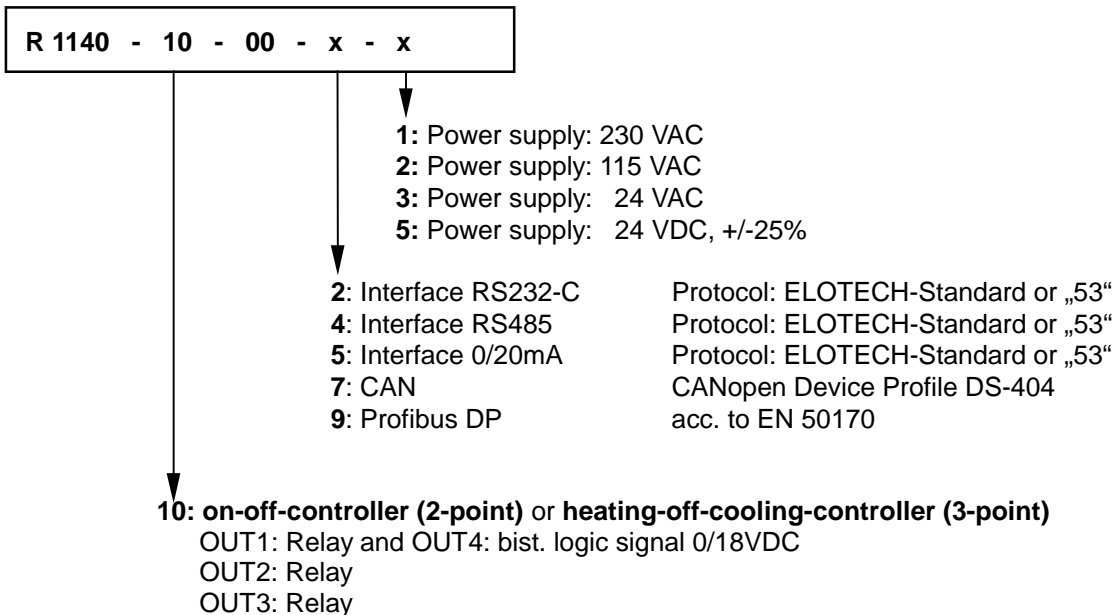 R 1140 - 10 - 00 - x - x
1: Power supply: 230 VAC
2: Power supply: 115 VAC
3: Power supply: 24 VAC
5: Power supply: 24 VDC, +/-25%
2: Interface RS232-C Protocol: ELOTECH-Standard or „53“
4: Interface RS485 Protocol: ELOTECH-Standard or „53“
5: Interface 0/20mA Protocol: ELOTECH-Standard or „53“
7: CAN CANopen Device Profile DS-404
9: Profibus DP acc. to EN 50170
10: on-off-controller (2-point) or heating-off-cooling-controller (3-point)
OUT1: Relay and OUT4: bist. logic signal 0/18VDC
OUT2: Relay
OUT3: Relay